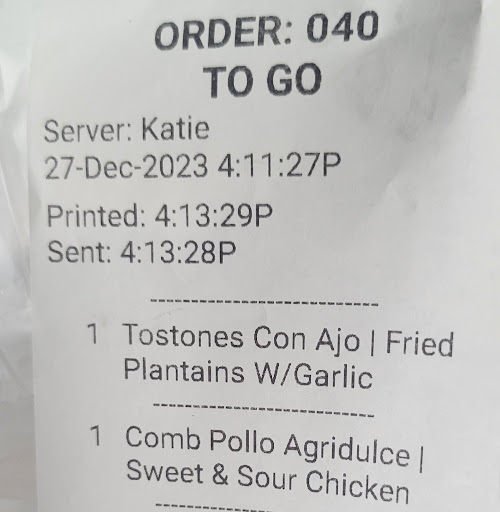 ORDER: 040
TO GO
Server: Katie
27-Dec-2023 4:11:27P
Printed: 4:13:29P
Sent: 4:13:28P
----------------------------
1 Tostones Con Ajo | Fried
Plantains W/Garlic
----------------------------
1 Comb Pollo Agridulce |
Sweet & Sour Chicken
----------------------------